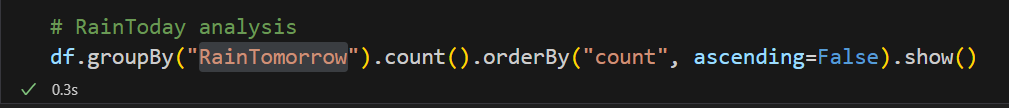 # RainToday analysis
df.groupBy("RainTomorrow").count().orderBy("count", ascending=False).show()
0.3s